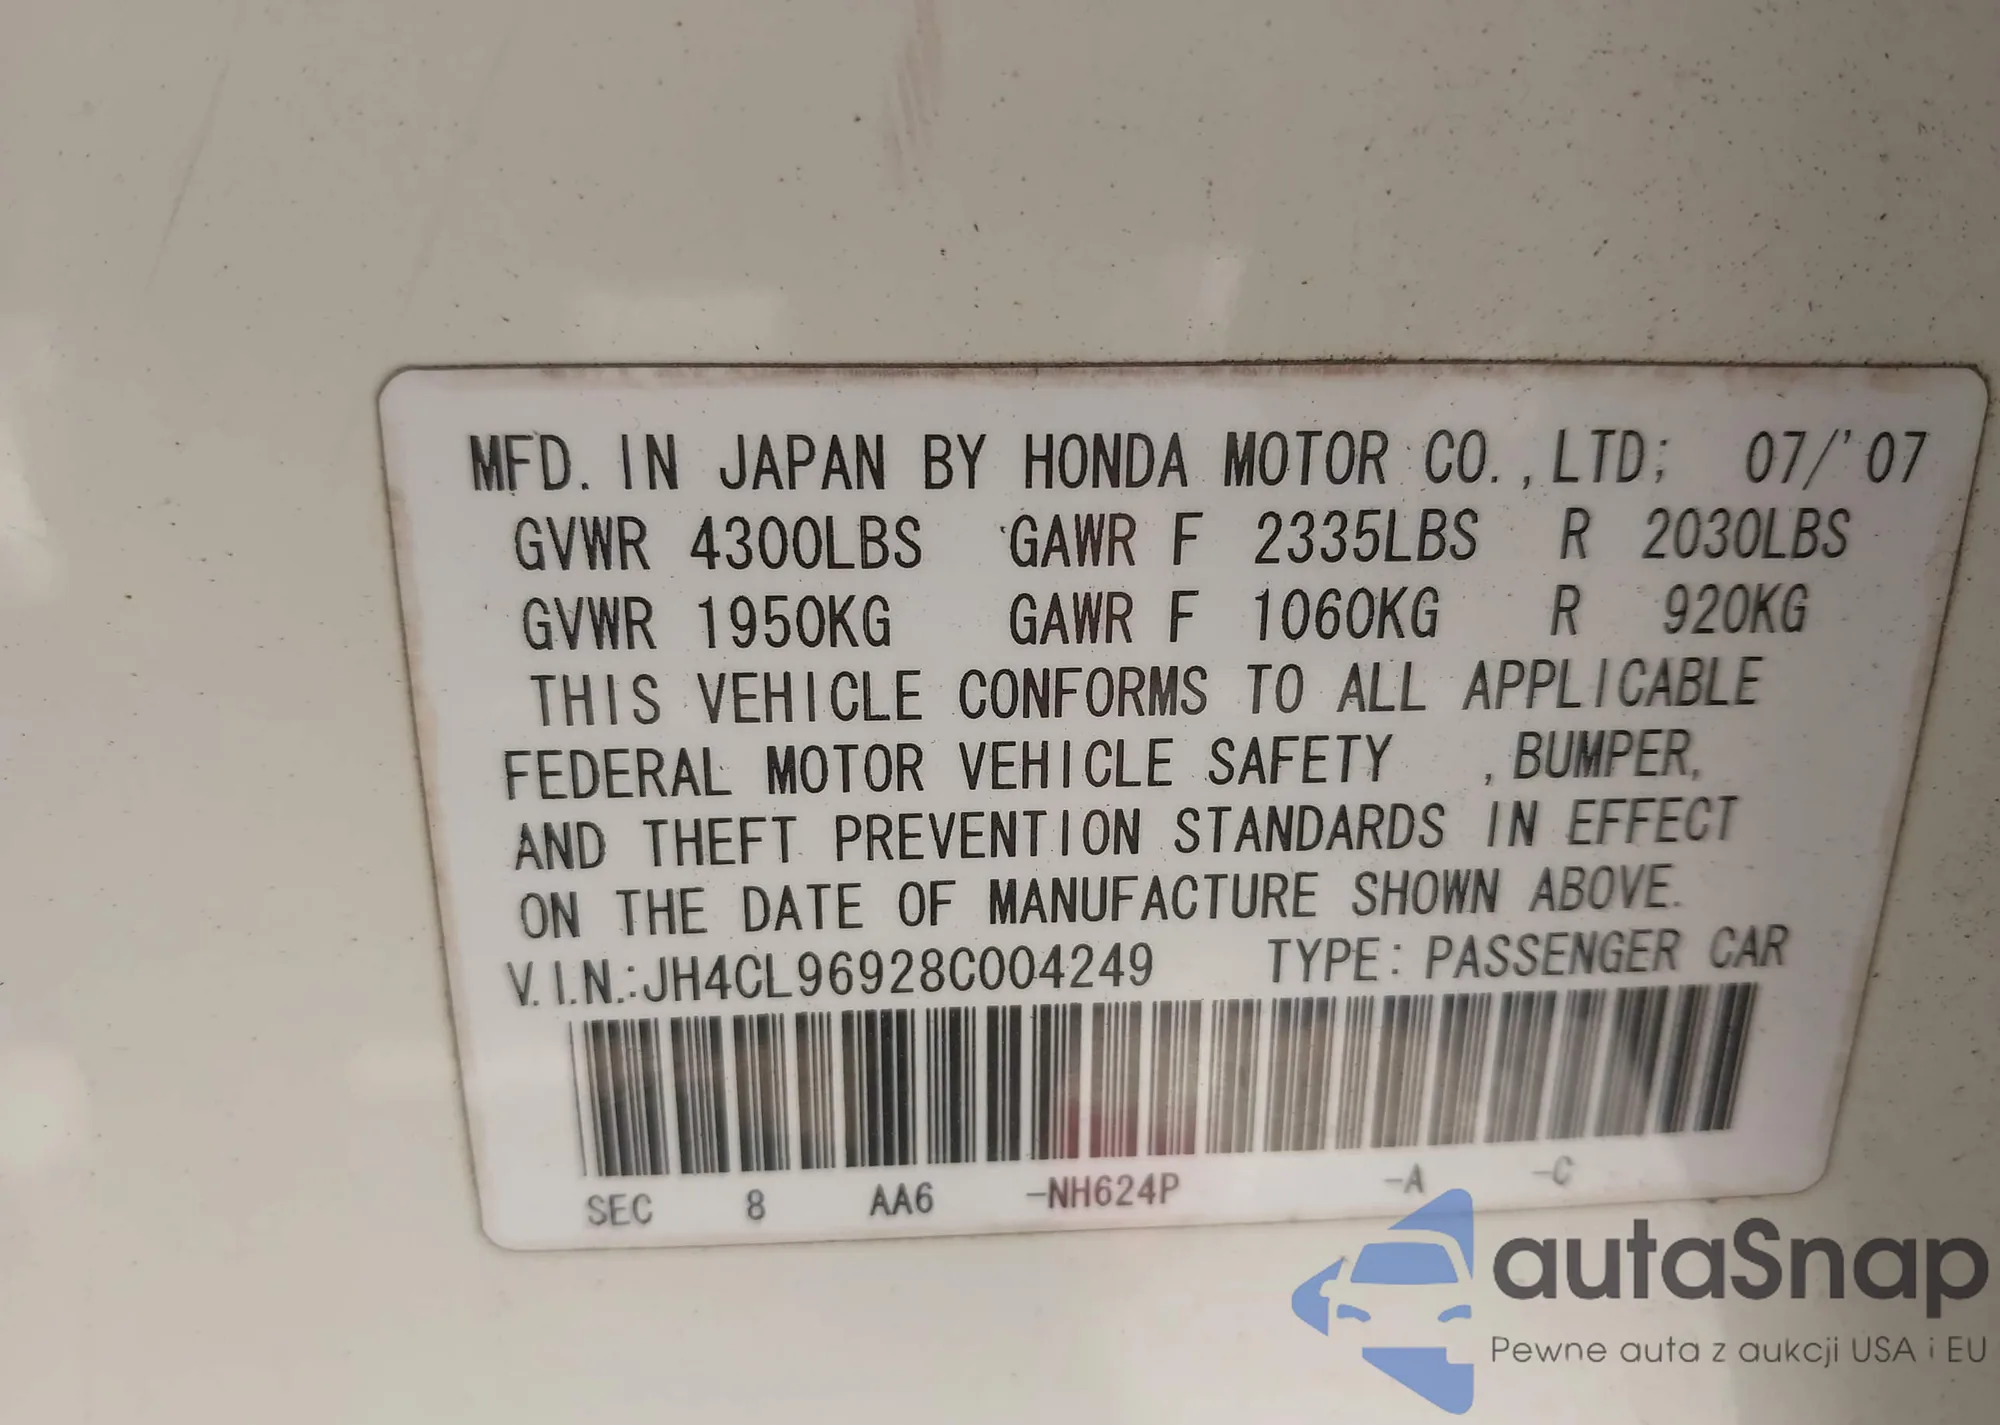 MFD. IN JAPAN BY HONDA MOTOR CO.,LTD; 07/'07
GVWR 4300LBS GAWR F 2335LBS R 2030LBS
GVWR 1950KG GAWR F 1060KG R 920KG
THIS VEHICLE CONFORMS TO ALL APPLICABLE
FEDERAL MOTOR VEHICLE SAFETY , BUMPER,
AND THEFT PREVENTION STANDARDS IN EFFECT
ON THE DATE OF MANUFACTURE SHOWN ABOVE.
V.I.N.:JH4CL96928C004249 TYPE: PASSENGER CAR
SEC 8 AA6 -NH624P -A -C
autaSnap
Pewne auta z aukcji USA i EU